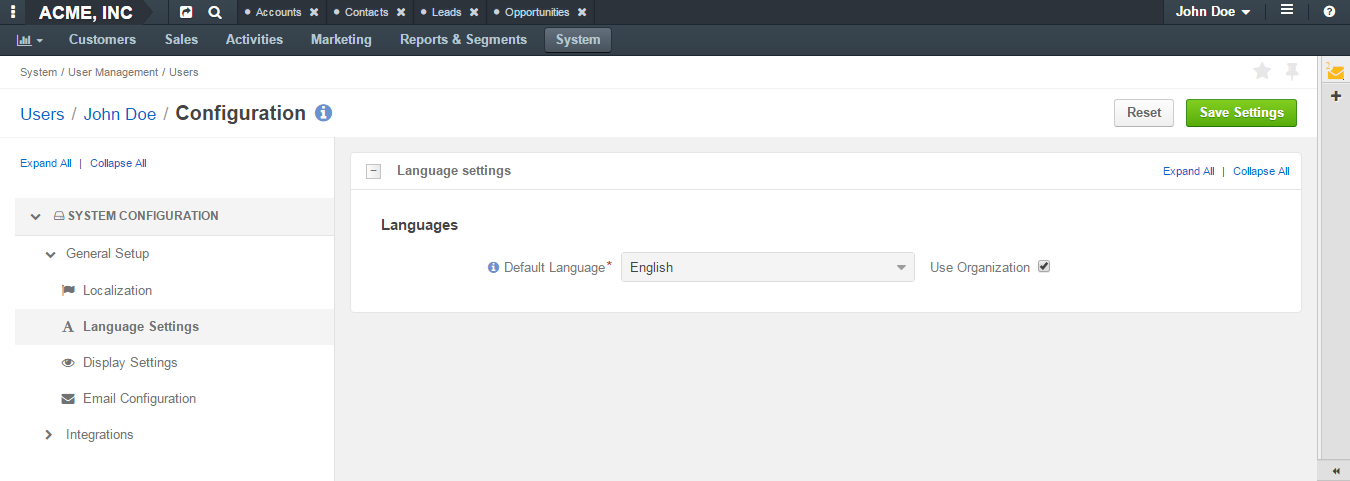 ACME, INC Accounts Contacts Leads Opportunities John Doe
Customers Sales Activities Marketing Reports & Segments System
System / User Management / Users
Users / John Doe / Configuration Reset Save Settings
Expand All | Collapse All
Language settings Expand All | Collapse All
SYSTEM CONFIGURATION
Languages
General Setup
Default Language* English Use Organization
Localization
Language Settings
Display Settings
Email Configuration
Integrations